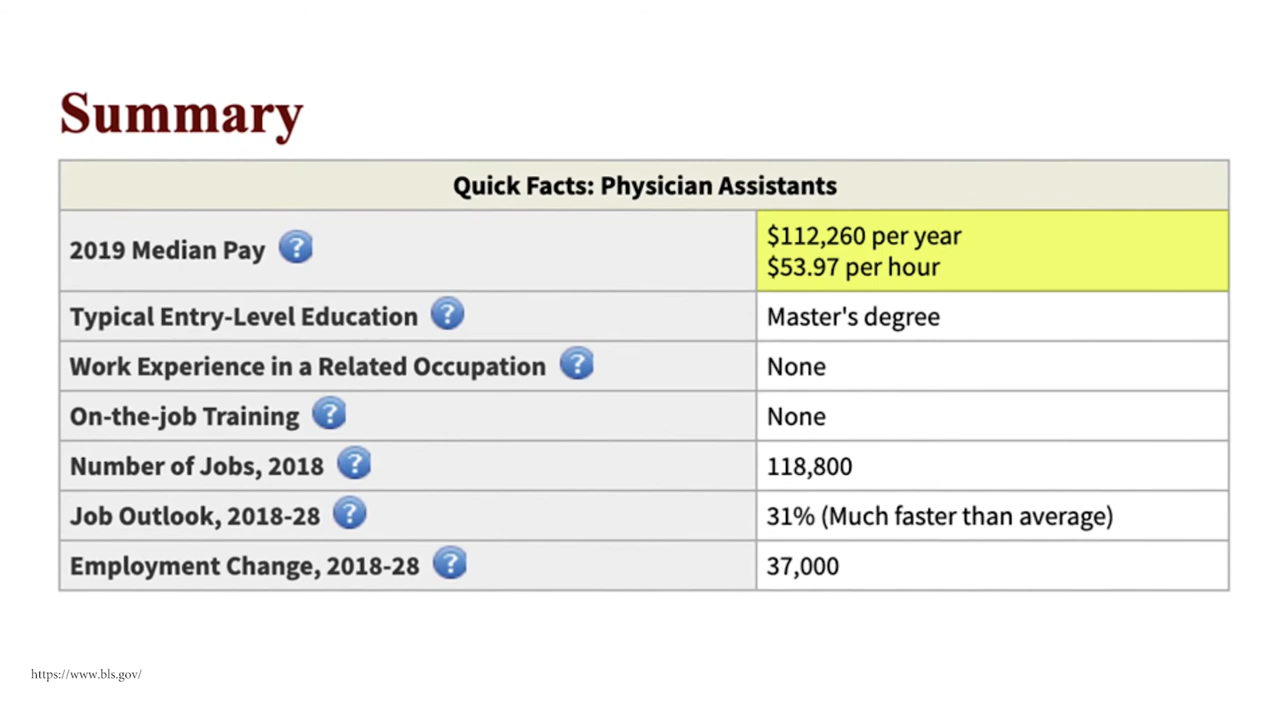 Summary
Quick Facts: Physician Assistants
2019 Median Pay ?
$112,260 per year
$53.97 per hour
Typical Entry-Level Education ?
Master's degree
Work Experience in a Related Occupation ?
None
On-the-job Training ?
None
Number of Jobs, 2018 ?
118,800
Job Outlook, 2018-28 ?
31% (Much faster than average)
Employment Change, 2018-28 ?
37,000
https://www.bls.gov/